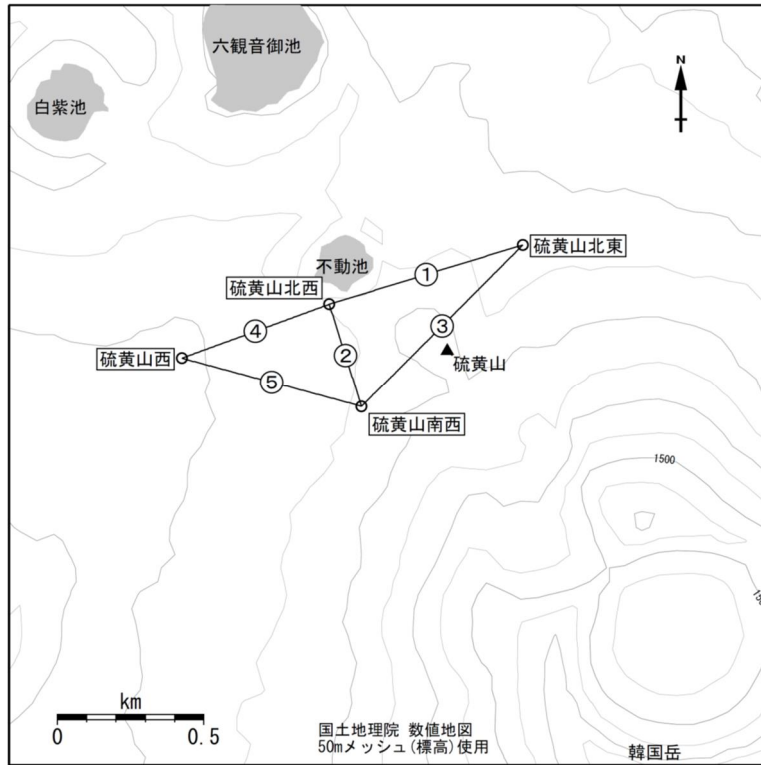 六観音御池
白紫池
N
硫黄山北東
①
不動池
硫黄山北西
③
④
②
硫黄山西
硫黄山
⑤
硫黄山南西
1500
km
0 0.5
国土地理院 数値地図
50mメッシュ(標高)使用
韓国岳